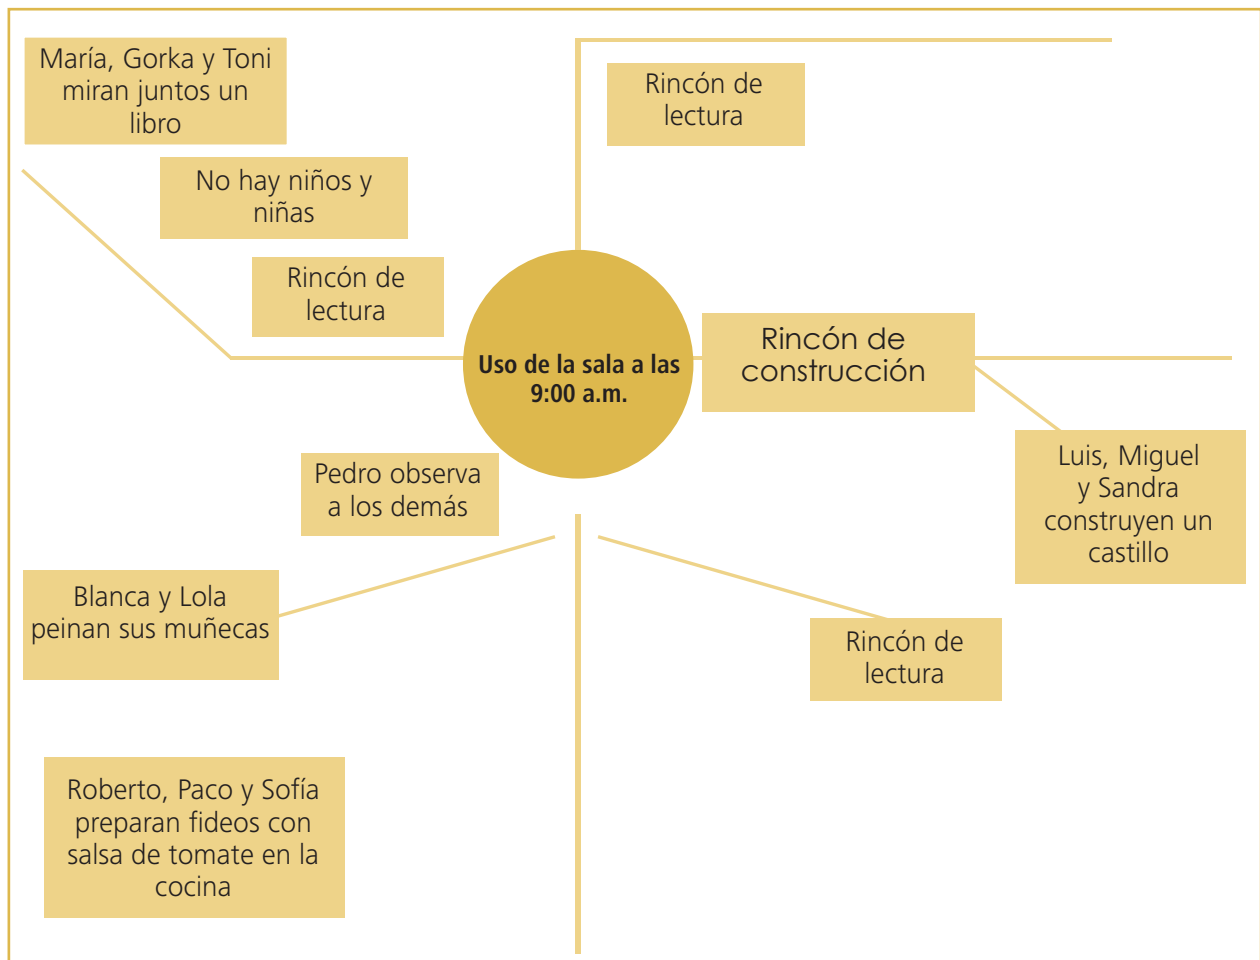 María, Gorka y Toni
miran juntos un
libro
Rincón de
lectura
No hay niños y
niñas
Rincón de
lectura
Uso de la sala a las
9:00 a.m.
Rincón de
construcción
Luis, Miguel
y Sandra
construyen un
castillo
Pedro observa
a los demás
Blanca y Lola
peinan sus muñecas
Rincón de
lectura
Roberto, Paco y Sofía
preparan fideos con
salsa de tomate en la
cocina